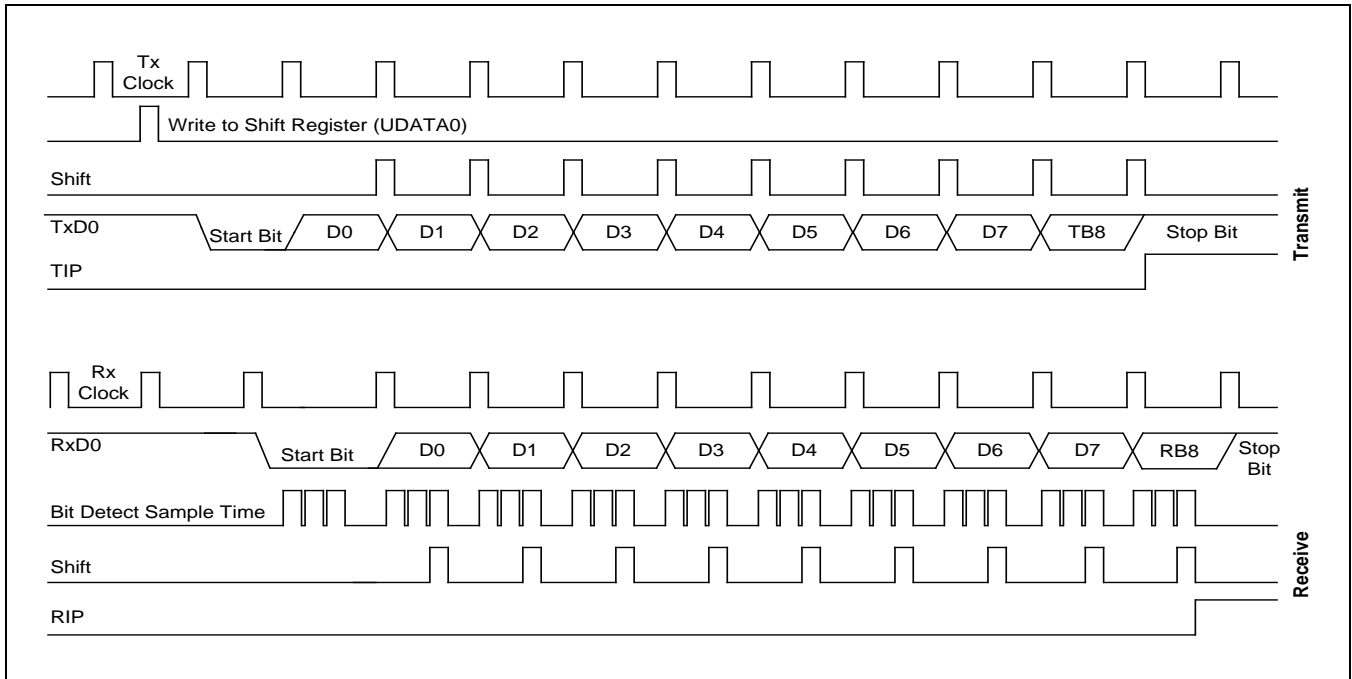 Tx
Clock
Write to Shift Register (UDATA0)
Shift
TxD0
Start Bit D0 D1 D2 D3 D4 D5 D6 D7 TB8 Stop Bit
TIP
Transmit
Rx
Clock
RxD0
Start Bit D0 D1 D2 D3 D4 D5 D6 D7 RB8 Stop
Bit
Bit Detect Sample Time
Shift
RIP
Receive